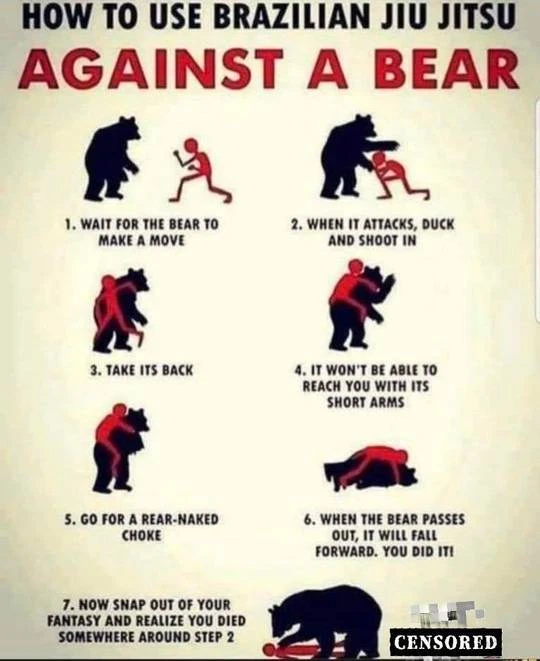 HOW TO USE BRAZILIAN JIU JITSU
AGAINST A BEAR
1. WAIT FOR THE BEAR TO
MAKE A MOVE
2. WHEN IT ATTACKS, DUCK
AND SHOOT IN
3. TAKE ITS BACK
4. IT WON'T BE ABLE TO
REACH YOU WITH ITS
SHORT ARMS
5. GO FOR A REAR-NAKED
CHOKE
6. WHEN THE BEAR PASSES
OUT, IT WILL FALL
FORWARD. YOU DID IT!
7. NOW SNAP OUT OF YOUR
FANTASY AND REALIZE YOU DIED
SOMEWHERE AROUND STEP 2
CENSORED